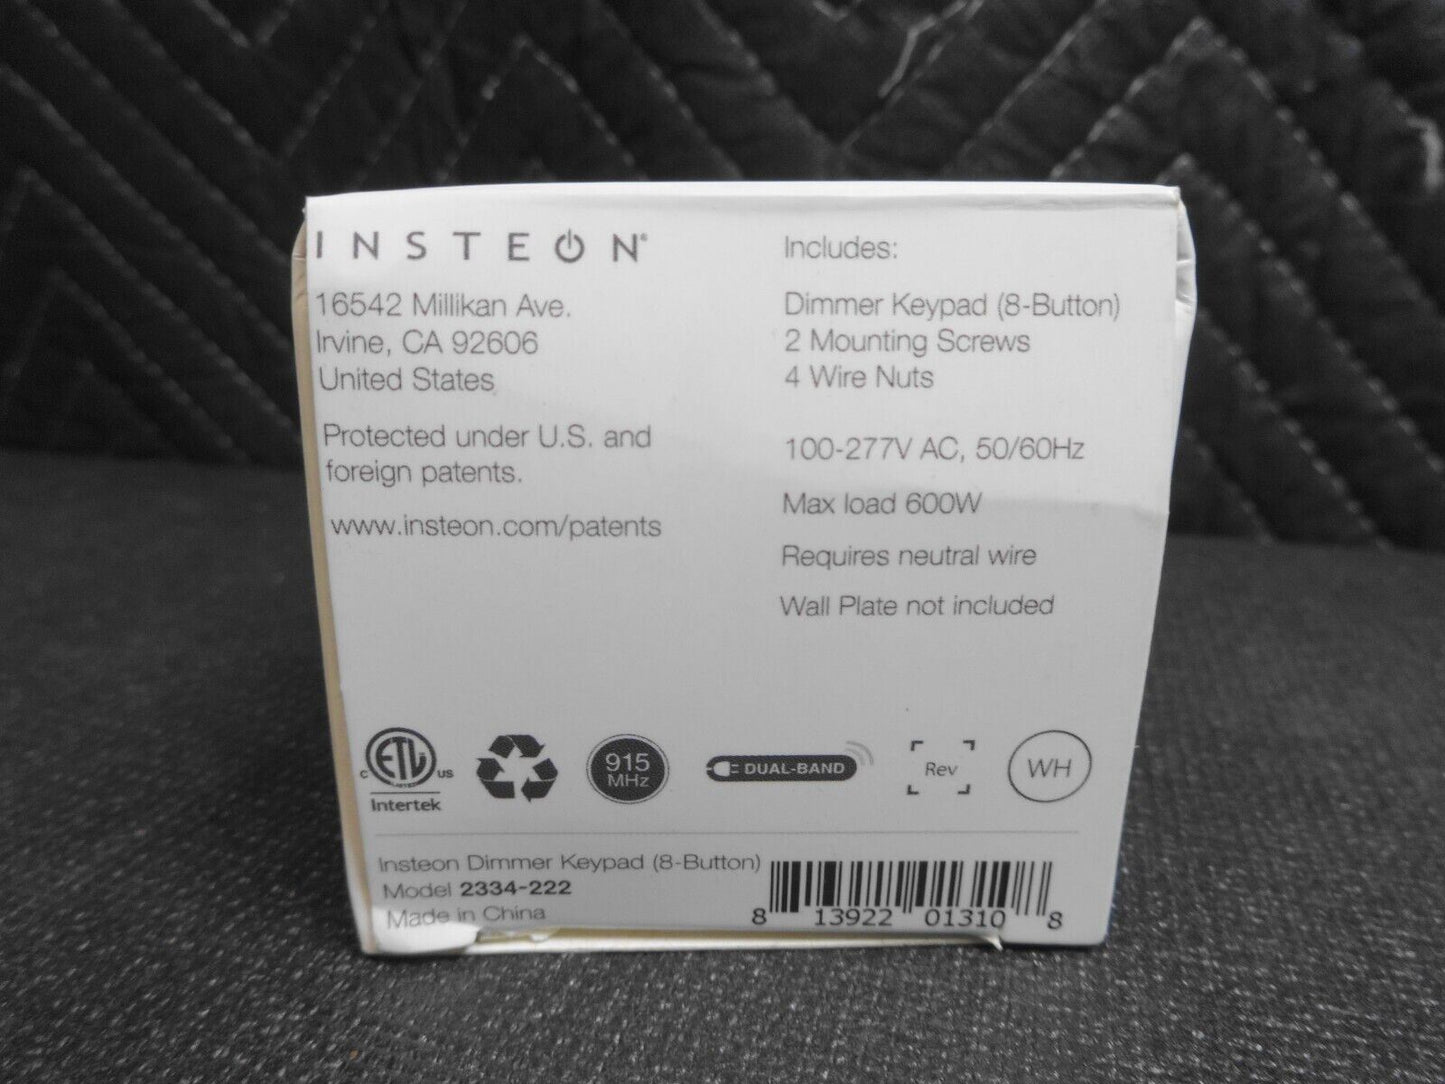 INSTEON®
16542 Millikan Ave.
Irvine, CA 92606
United States
Protected under U.S. and
foreign patents.
www.insteon.com/patents
Includes:
Dimmer Keypad (8-Button)
2 Mounting Screws
4 Wire Nuts
100-277V AC, 50/60Hz
Max load 600W
Requires neutral wire
Wall Plate not included
c ETL us
Intertek
915
MHz
DUAL-BAND
Rev
WH
Insteon Dimmer Keypad (8-Button)
Model 2334-222
Made in China
8 13922 01310 8